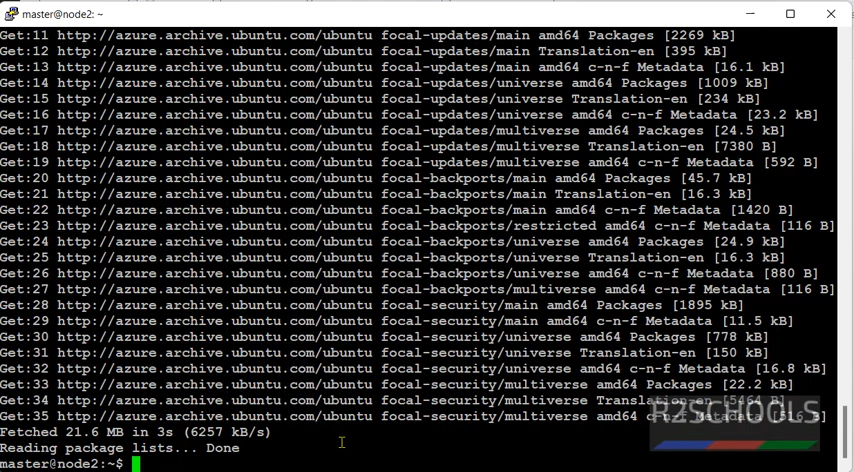 master@node2: ~
Get:11 http://azure.archive.ubuntu.com/ubuntu focal-updates/main amd64 Packages [2269 kB]
Get:12 http://azure.archive.ubuntu.com/ubuntu focal-updates/main Translation-en [395 kB]
Get:13 http://azure.archive.ubuntu.com/ubuntu focal-updates/main amd64 c-n-f Metadata [16.1 kB]
Get:14 http://azure.archive.ubuntu.com/ubuntu focal-updates/universe amd64 Packages [1009 kB]
Get:15 http://azure.archive.ubuntu.com/ubuntu focal-updates/universe Translation-en [234 kB]
Get:16 http://azure.archive.ubuntu.com/ubuntu focal-updates/universe amd64 c-n-f Metadata [23.2 kB]
Get:17 http://azure.archive.ubuntu.com/ubuntu focal-updates/multiverse amd64 Packages [24.5 kB]
Get:18 http://azure.archive.ubuntu.com/ubuntu focal-updates/multiverse Translation-en [7380 B]
Get:19 http://azure.archive.ubuntu.com/ubuntu focal-updates/multiverse amd64 c-n-f Metadata [592 B]
Get:20 http://azure.archive.ubuntu.com/ubuntu focal-backports/main amd64 Packages [45.7 kB]
Get:21 http://azure.archive.ubuntu.com/ubuntu focal-backports/main Translation-en [16.3 kB]
Get:22 http://azure.archive.ubuntu.com/ubuntu focal-backports/main amd64 c-n-f Metadata [1420 B]
Get:23 http://azure.archive.ubuntu.com/ubuntu focal-backports/restricted amd64 c-n-f Metadata [116 B]
Get:24 http://azure.archive.ubuntu.com/ubuntu focal-backports/universe amd64 Packages [24.9 kB]
Get:25 http://azure.archive.ubuntu.com/ubuntu focal-backports/universe Translation-en [16.3 kB]
Get:26 http://azure.archive.ubuntu.com/ubuntu focal-backports/universe amd64 c-n-f Metadata [880 B]
Get:27 http://azure.archive.ubuntu.com/ubuntu focal-backports/multiverse amd64 c-n-f Metadata [116 B]
Get:28 http://azure.archive.ubuntu.com/ubuntu focal-security/main amd64 Packages [1895 kB]
Get:29 http://azure.archive.ubuntu.com/ubuntu focal-security/main amd64 c-n-f Metadata [11.5 kB]
Get:30 http://azure.archive.ubuntu.com/ubuntu focal-security/universe amd64 Packages [778 kB]
Get:31 http://azure.archive.ubuntu.com/ubuntu focal-security/universe Translation-en [150 kB]
Get:32 http://azure.archive.ubuntu.com/ubuntu focal-security/universe amd64 c-n-f Metadata [16.8 kB]
Get:33 http://azure.archive.ubuntu.com/ubuntu focal-security/multiverse amd64 Packages [22.2 kB]
Get:34 http://azure.archive.ubuntu.com/ubuntu focal-security/multiverse Translation-en [5464 B]
Get:35 http://azure.archive.ubuntu.com/ubuntu focal-security/multiverse amd64 c-n-f Metadata [516 B]
R2SCHOOLS
Fetched 21.6 MB in 3s (6257 kB/s)
Reading package lists... Done
master@node2:~$